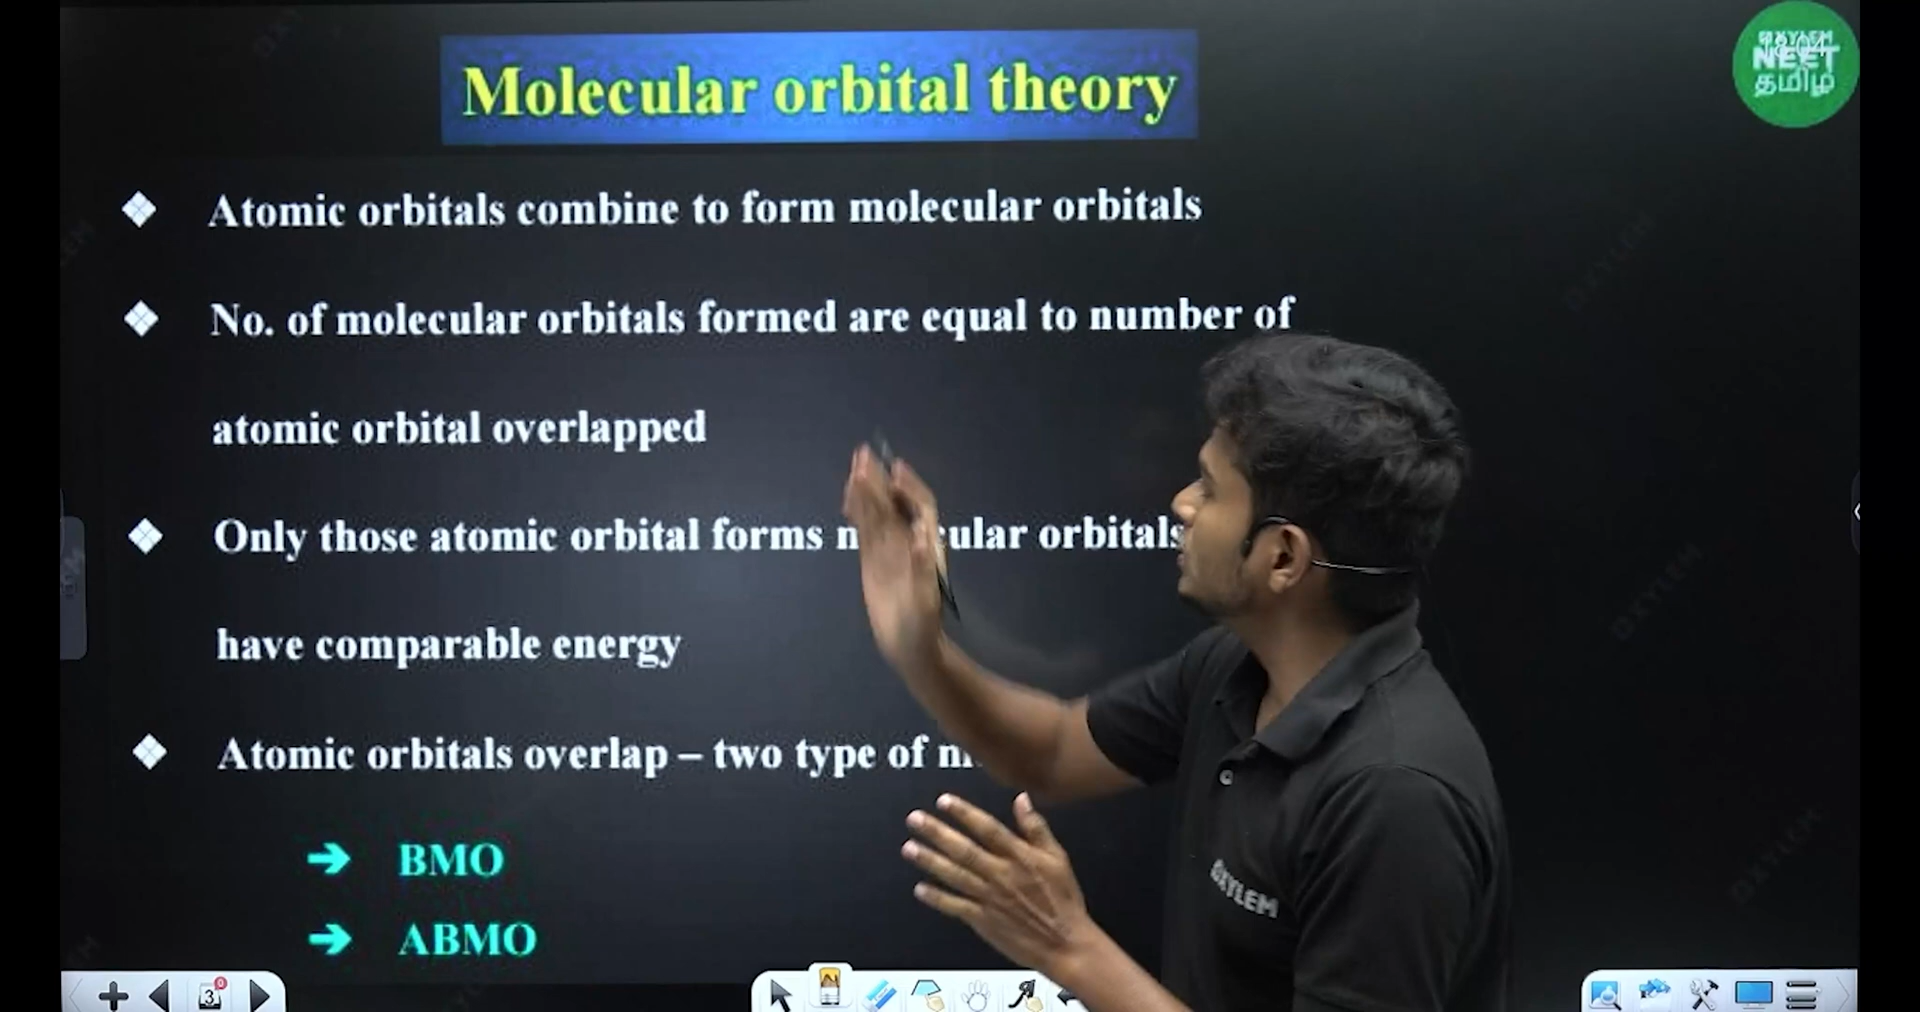 Molecular orbital theory
NEET
தமிழ்
Atomic orbitals combine to form molecular orbitals
No. of molecular orbitals formed are equal to number of
atomic orbital overlapped
Only those atomic orbital forms orbitals
have comparable energy
Atomic orbitals overlap – two type of
BMO
ABMO
OXYLEM
3